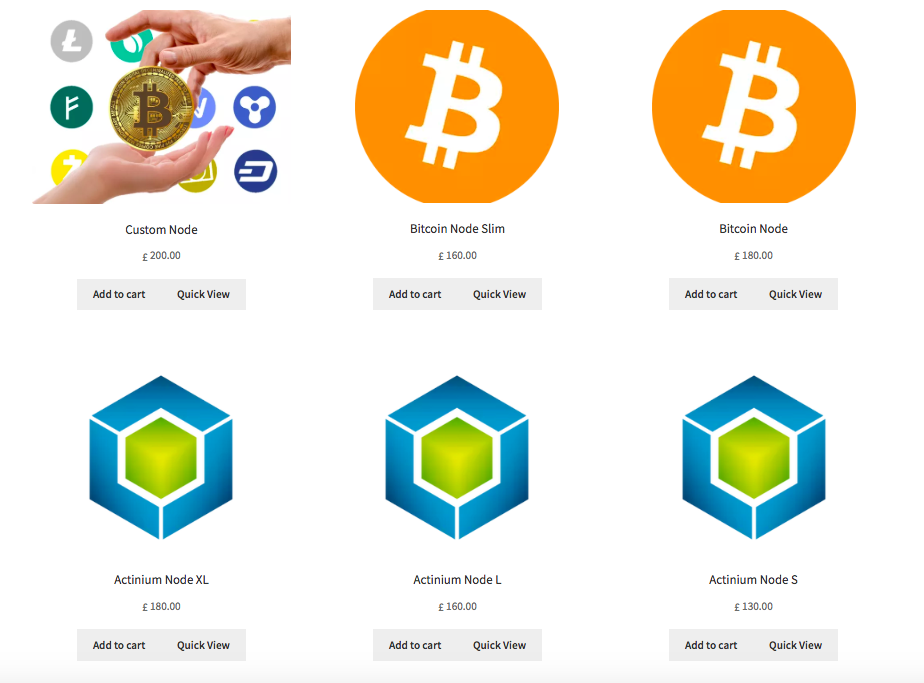 Custom Node
£ 200.00
Add to cart Quick View
Bitcoin Node Slim
£ 160.00
Add to cart Quick View
Bitcoin Node
£ 180.00
Add to cart Quick View
Actinium Node XL
£ 180.00
Add to cart Quick View
Actinium Node L
£ 160.00
Add to cart Quick View
Actinium Node S
£ 130.00
Add to cart Quick View